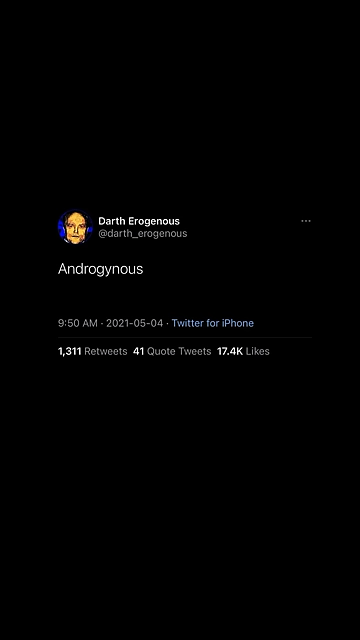 Darth Erogenous
@darth_erogenous
Androgynous
9:50 AM · 2021-05-04 · Twitter for iPhone
1,311 Retweets 41 Quote Tweets 17.4K Likes